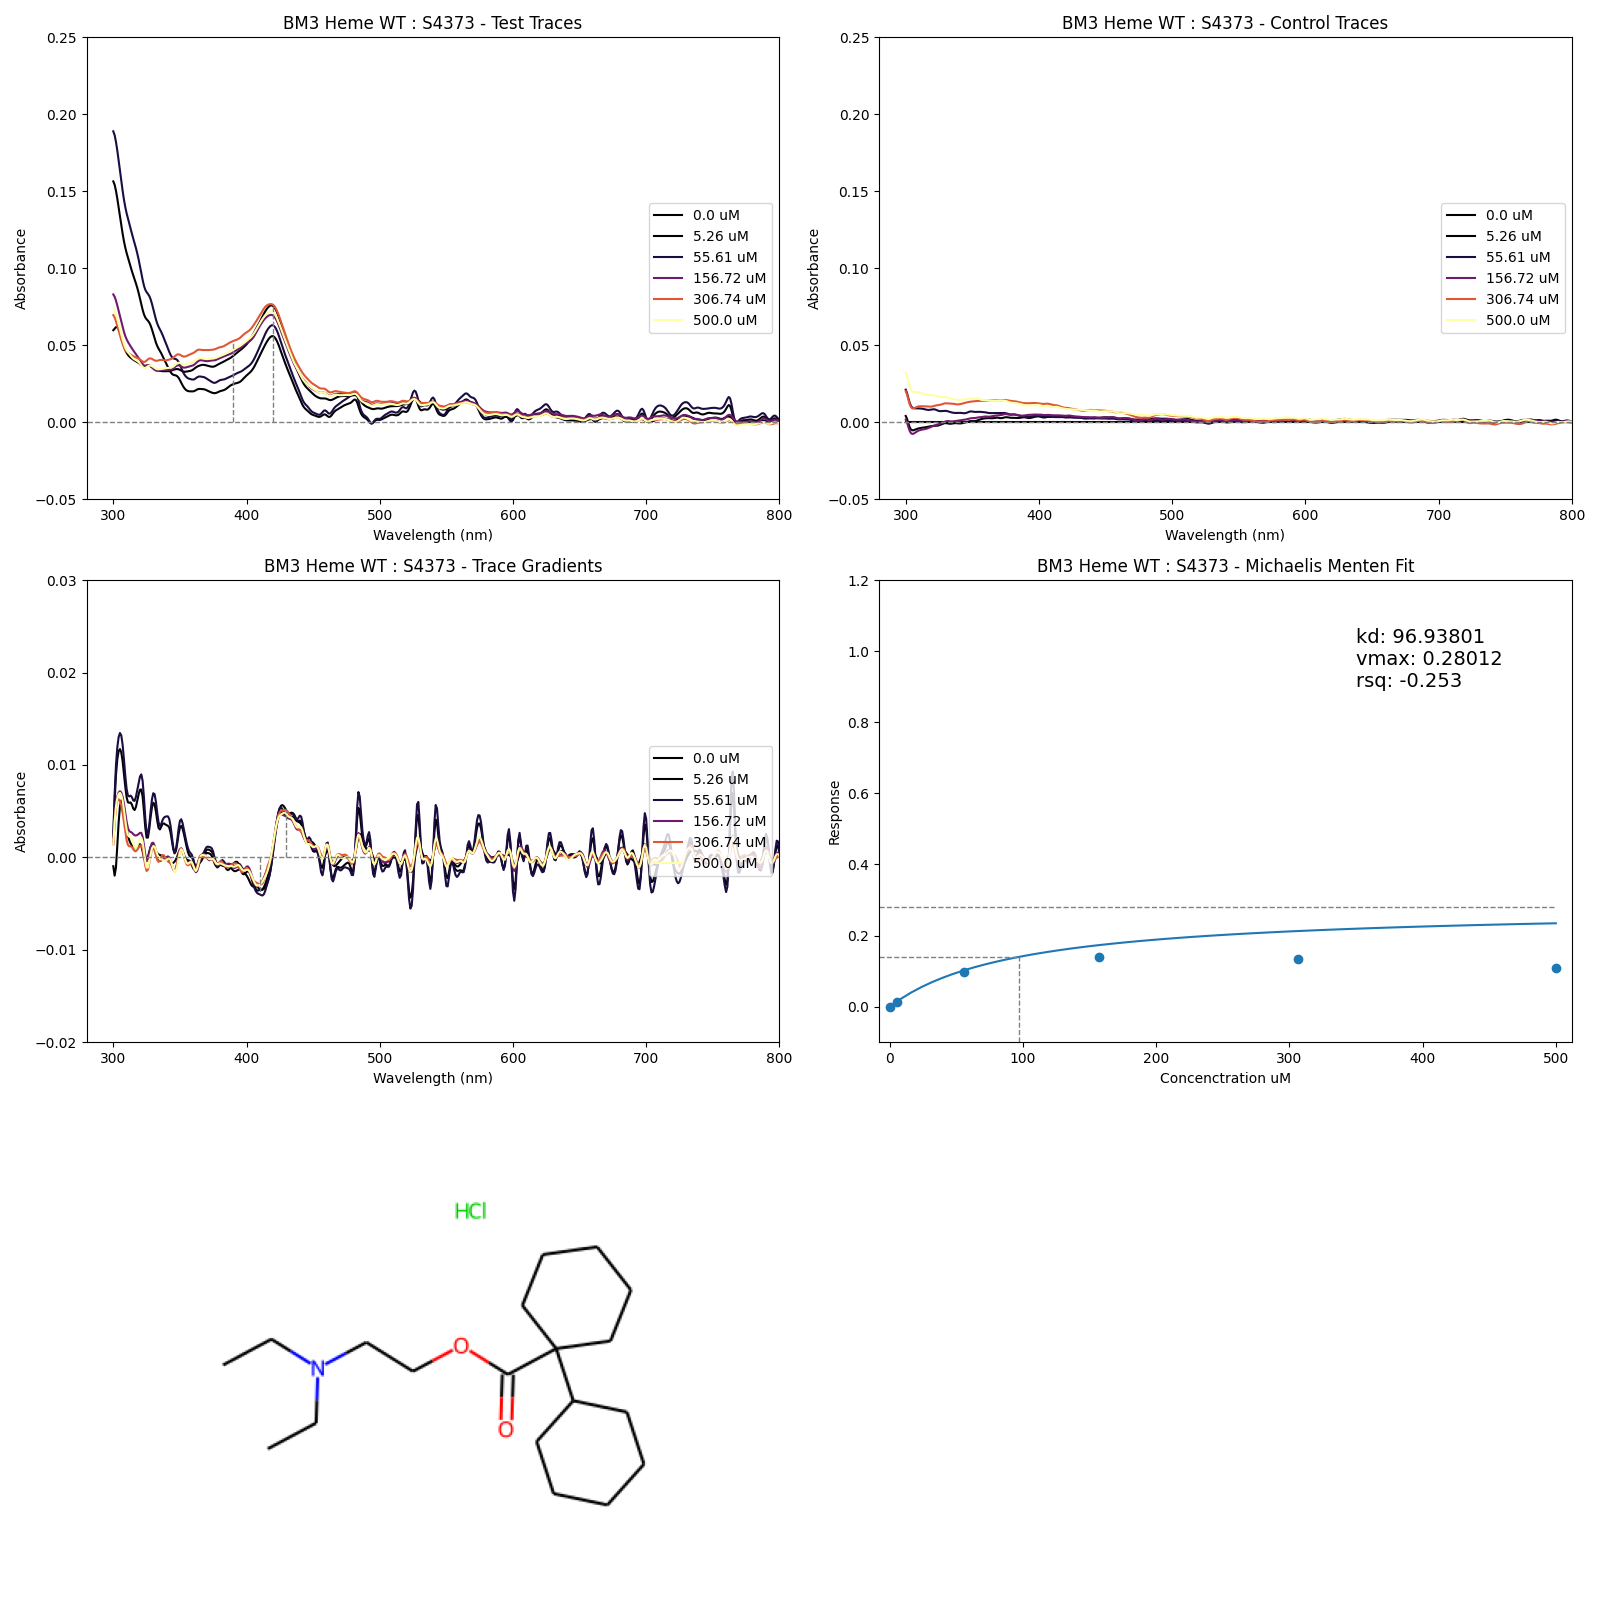 BM3 Heme WT : S4373 - Test Traces
0.25
0.20
0.15
0.10
0.05
0.00
−0.05
Absorbance
300 400 500 600 700 800
Wavelength (nm)
0.0 uM
5.26 uM
55.61 uM
156.72 uM
306.74 uM
500.0 uM
BM3 Heme WT : S4373 - Control Traces
0.25
0.20
0.15
0.10
0.05
0.00
−0.05
Absorbance
300 400 500 600 700 800
Wavelength (nm)
0.0 uM
5.26 uM
55.61 uM
156.72 uM
306.74 uM
500.0 uM
BM3 Heme WT : S4373 - Trace Gradients
0.03
0.02
0.01
0.00
−0.01
−0.02
Absorbance
300 400 500 600 700 800
Wavelength (nm)
0.0 uM
5.26 uM
55.61 uM
156.72 uM
306.74 uM
500.0 uM
BM3 Heme WT : S4373 - Michaelis Menten Fit
1.2
1.0
0.8
0.6
0.4
0.2
0.0
Response
kd: 96.93801
vmax: 0.28012
rsq: -0.253
0 100 200 300 400 500
Concenctration uM
HCl
O
N
O